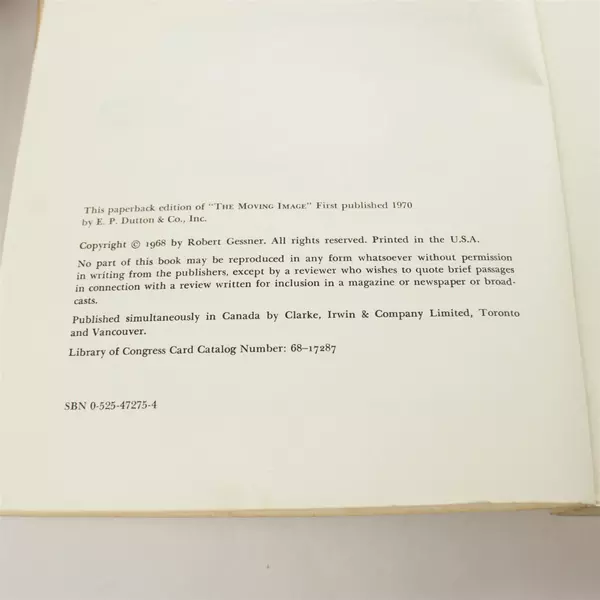 This paperback edition of "THE MOVING IMAGE" First published 1970
by E. P. Dutton & Co., Inc.
Copyright © 1968 by Robert Gessner. All rights reserved. Printed in the U.S.A.
No part of this book may be reproduced in any form whatsoever without permission
in writing from the publishers, except by a reviewer who wishes to quote brief passages
in connection with a review written for inclusion in a magazine or newspaper or broad-
casts.
Published simultaneously in Canada by Clarke, Irwin & Company Limited, Toronto
and Vancouver.
Library of Congress Card Catalog Number: 68–17287
SBN 0-525-47275-4